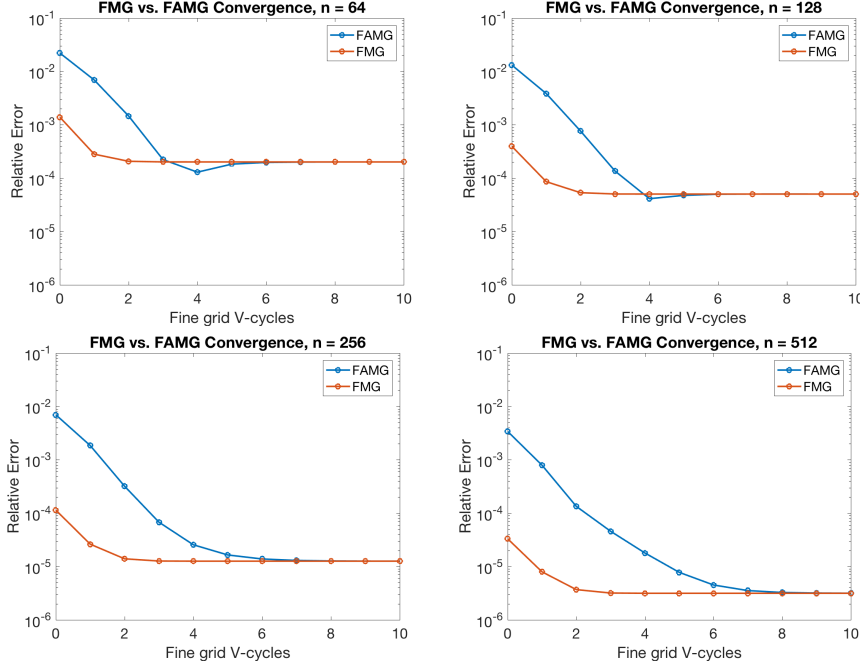 FMG vs. FAMG Convergence, n = 64
10^-1
10^-2
10^-3
10^-4
10^-5
10^-6
Relative Error
0 2 4 6 8 10
Fine grid V-cycles
FAMG
FMG
FMG vs. FAMG Convergence, n = 128
10^-1
10^-2
10^-3
10^-4
10^-5
10^-6
Relative Error
0 2 4 6 8 10
Fine grid V-cycles
FAMG
FMG
FMG vs. FAMG Convergence, n = 256
10^-1
10^-2
10^-3
10^-4
10^-5
10^-6
Relative Error
0 2 4 6 8 10
Fine grid V-cycles
FAMG
FMG
FMG vs. FAMG Convergence, n = 512
10^-1
10^-2
10^-3
10^-4
10^-5
10^-6
Relative Error
0 2 4 6 8 10
Fine grid V-cycles
FAMG
FMG